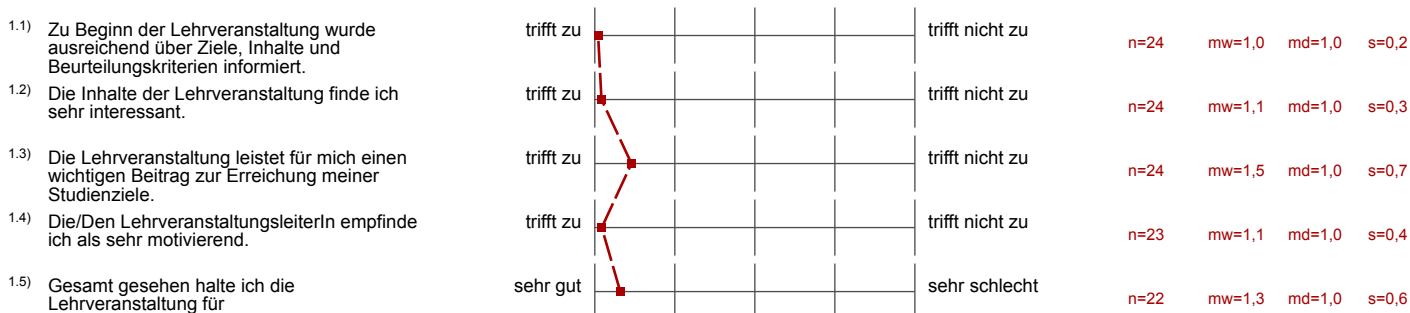 1.1) Zu Beginn der Lehrveranstaltung wurde trifft zu trifft nicht zu n=24 mw=1,0 md=1,0 s=0,2
ausreichend über Ziele, Inhalte und
Beurteilungskriterien informiert.
1.2) Die Inhalte der Lehrveranstaltung finde ich trifft zu trifft nicht zu n=24 mw=1,1 md=1,0 s=0,3
sehr interessant.
1.3) Die Lehrveranstaltung leistet für mich einen trifft zu trifft nicht zu n=24 mw=1,5 md=1,0 s=0,7
wichtigen Beitrag zur Erreichung meiner
Studienziele.
1.4) Die/Den LehrveranstaltungsleiterIn empfinde trifft zu trifft nicht zu n=23 mw=1,1 md=1,0 s=0,4
ich als sehr motivierend.
1.5) Gesamt gesehen halte ich die sehr gut sehr schlecht n=22 mw=1,3 md=1,0 s=0,6
Lehrveranstaltung für